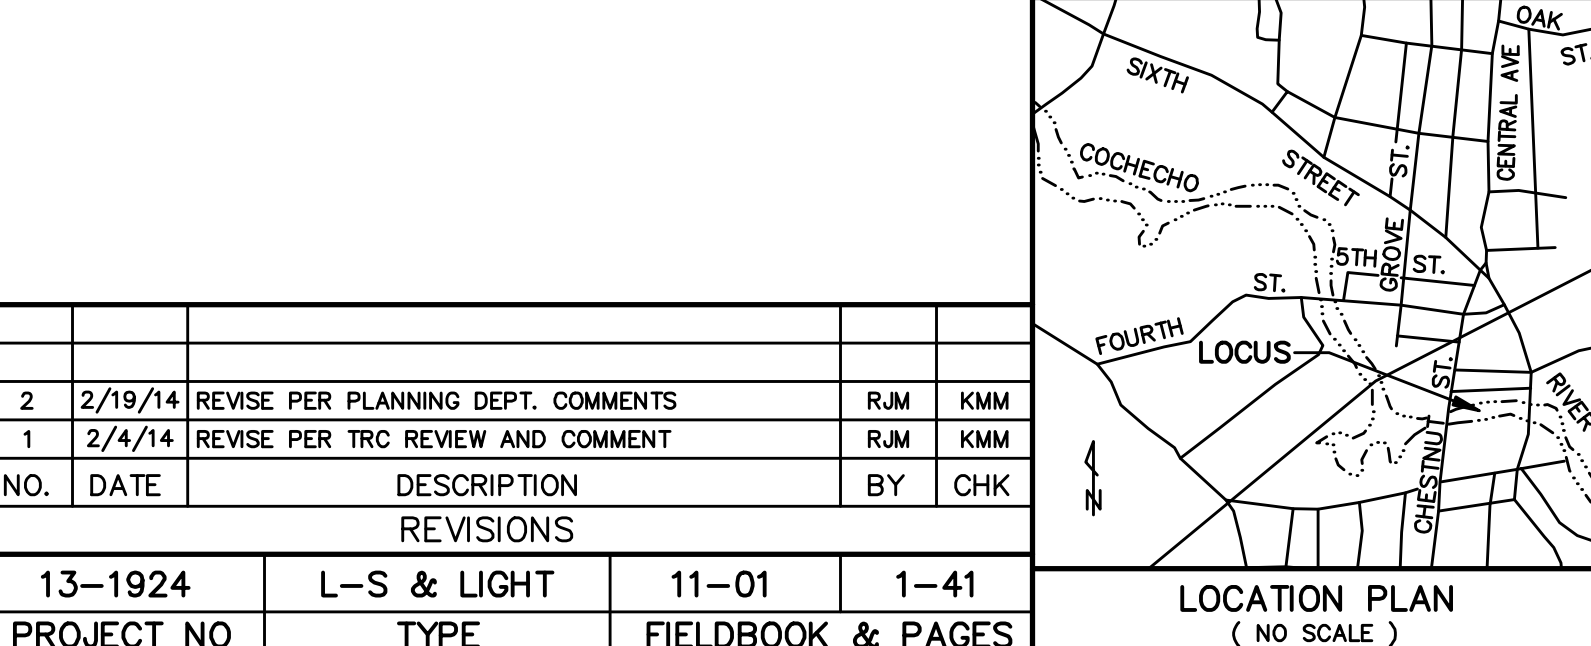 2 2/19/14 REVISE PER PLANNING DEPT. COMMENTS RJM KMM
1 2/4/14 REVISE PER TRC REVIEW AND COMMENT RJM KMM
NO. DATE DESCRIPTION BY CHK
REVISIONS
13-1924 L-S & LIGHT 11-01 1-41
PROJECT NO TYPE FIELDBOOK & PAGES
OAK
ST.
SIXTH
CENTRAL AVE
COCHECHO
STREET
GROVE ST.
5TH ST.
FOURTH ST.
LOCUS
CHESTNUT ST.
RIVER
N
LOCATION PLAN
( NO SCALE )